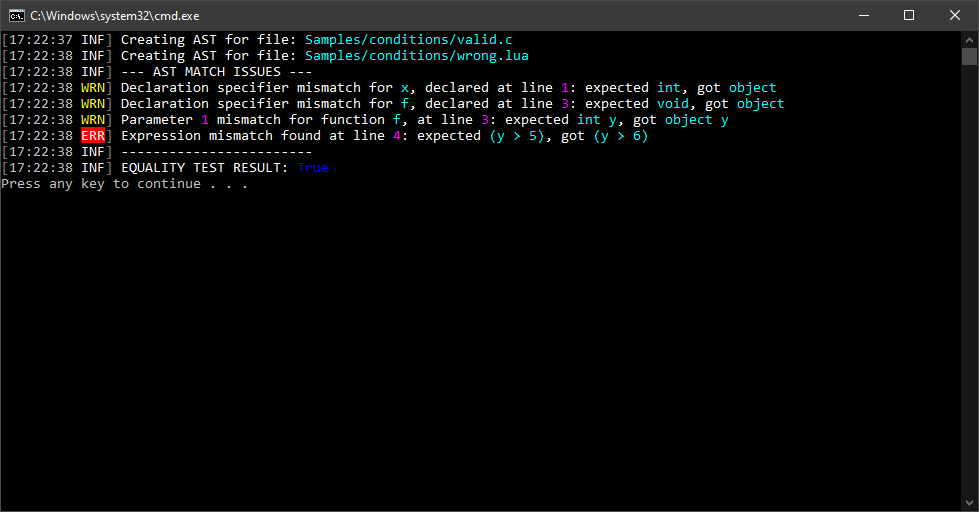 C:\Windows\system32\cmd.exe
[17:22:37 INF] Creating AST for file: Samples/conditions/valid.c
[17:22:38 INF] Creating AST for file: Samples/conditions/wrong.lua
[17:22:38 INF] --- AST MATCH ISSUES ---
[17:22:38 WRN] Declaration specifier mismatch for x, declared at line 1: expected int, got object
[17:22:38 WRN] Declaration specifier mismatch for f, declared at line 3: expected void, got object
[17:22:38 WRN] Parameter 1 mismatch for function f, at line 3: expected int y, got object y
[17:22:38 ERR] Expression mismatch found at line 4: expected (y > 5), got (y > 6)
[17:22:38 INF] ------------------------
[17:22:38 INF] EQUALITY TEST RESULT: True
Press any key to continue . . .